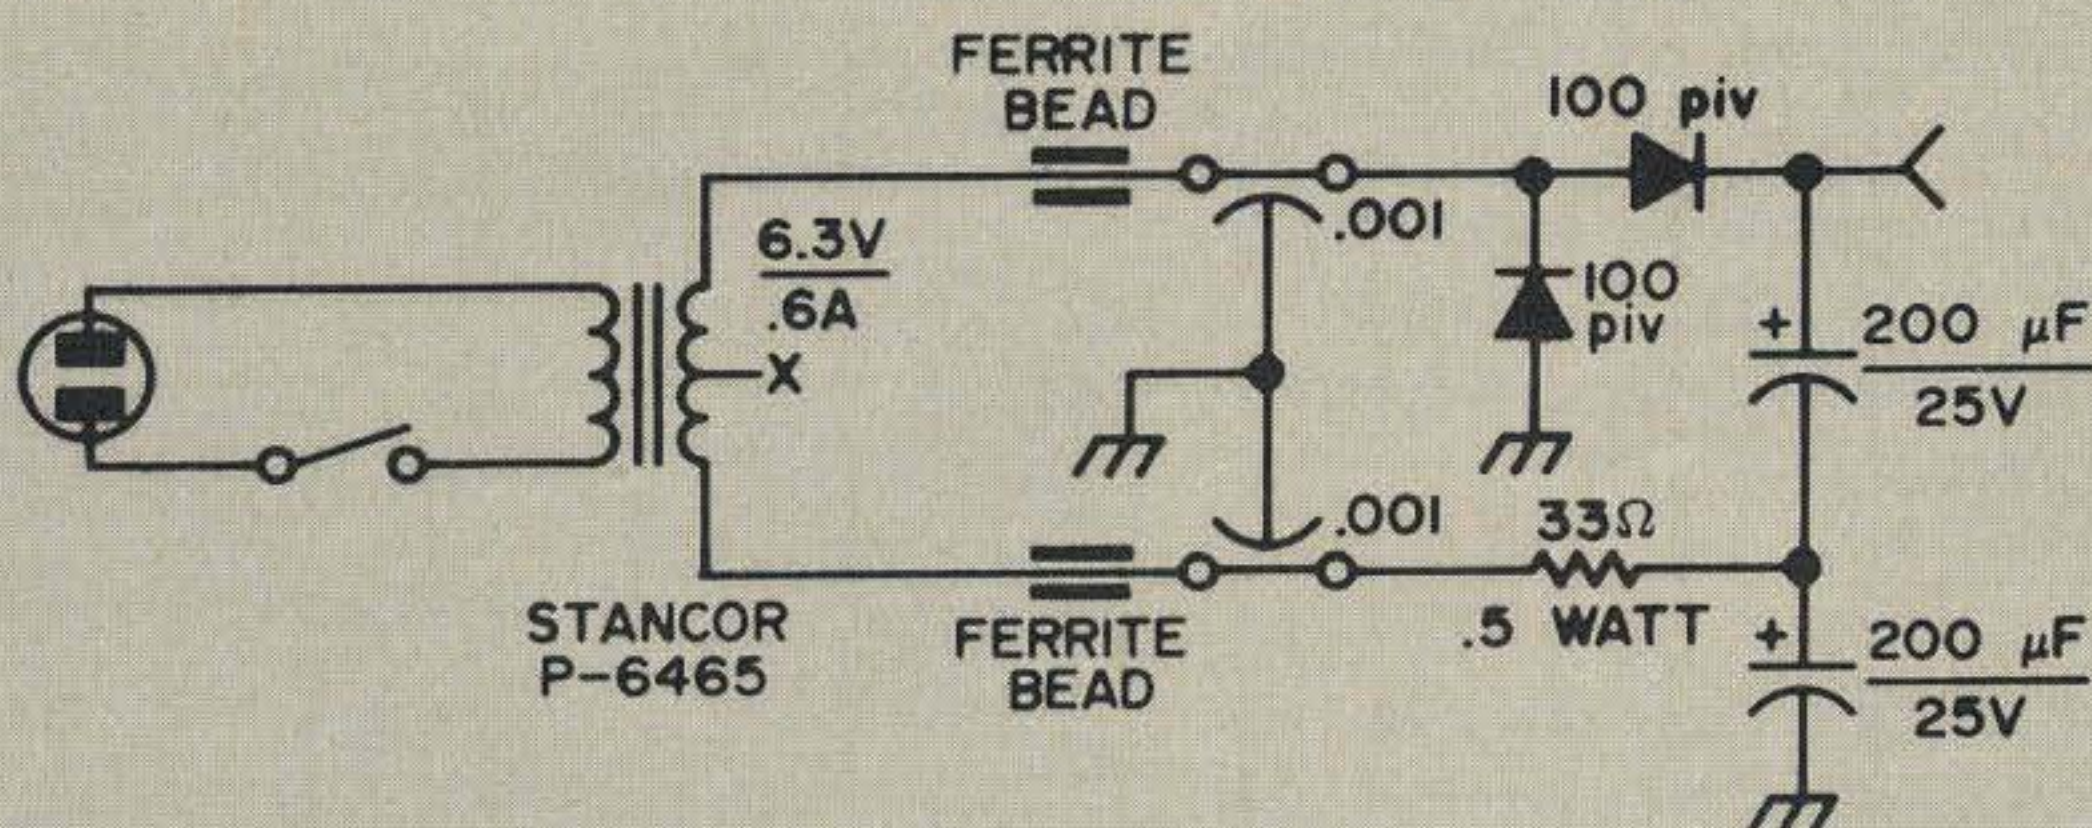 FERRITE
BEAD
100 piv
6.3V
.6A
X
.001
100
piv
+
200 µF
25V
.001
33Ω
.5 WATT
STANCOR
P-6465
FERRITE
BEAD
+
200 µF
25V